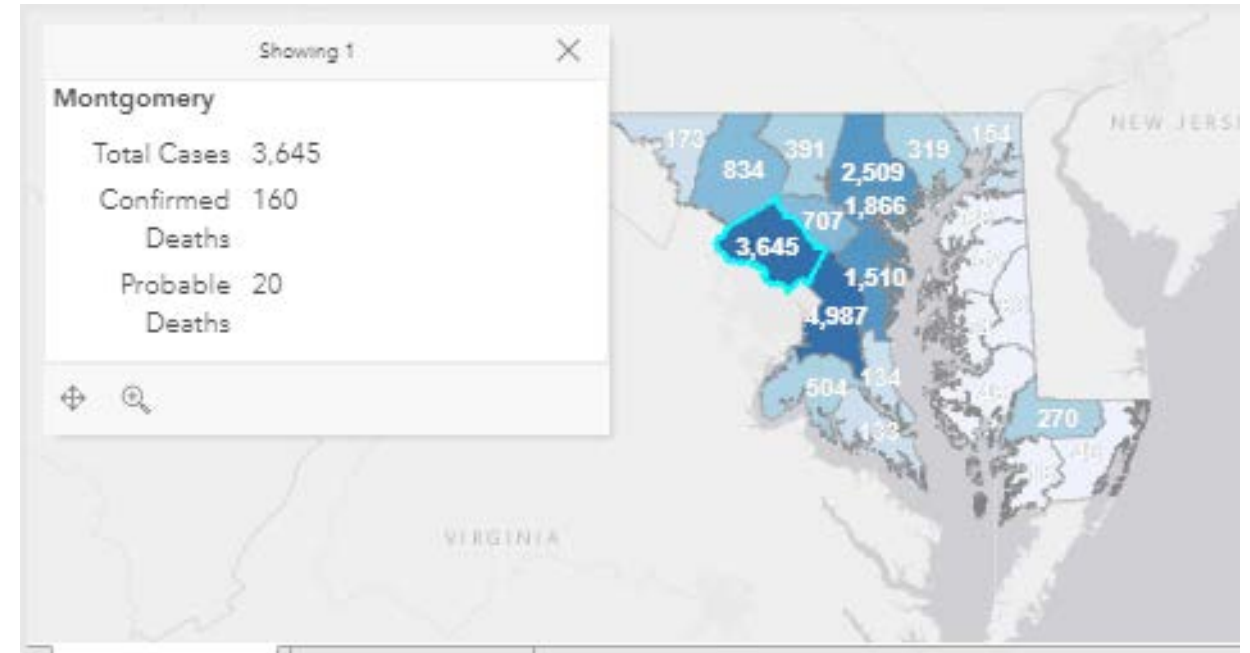 Showing 1
Montgomery
Total Cases 3,645
Confirmed 160
Deaths
Probable 20
Deaths
173
834
391
2,509
319
154
NEW JERS
707
1,866
3,645
1,510
4,987
504
134
133
270
VIRGINIA